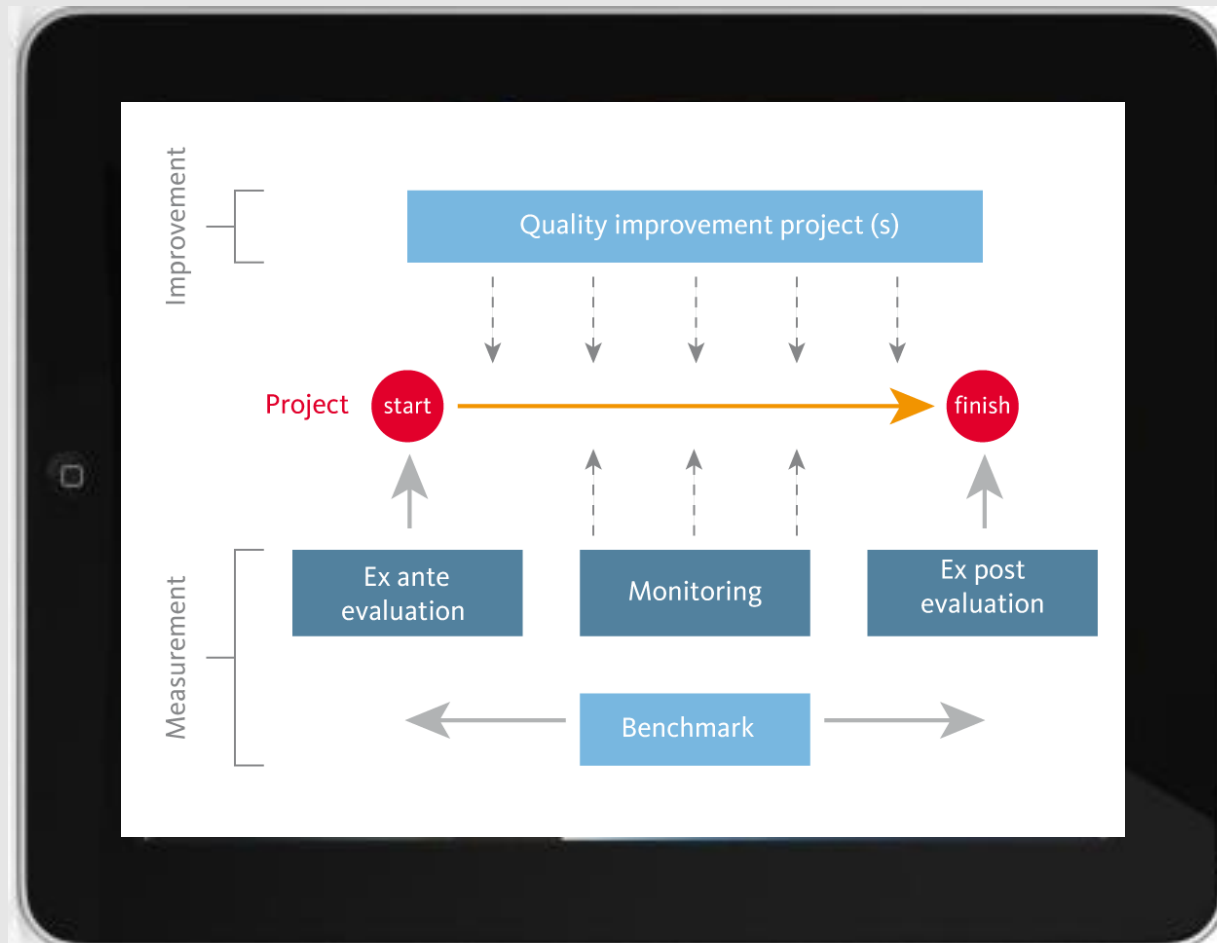 Improvement
Quality improvement project (s)
Project
start
finish
Measurement
Ex ante
evaluation
Monitoring
Ex post
evaluation
Benchmark